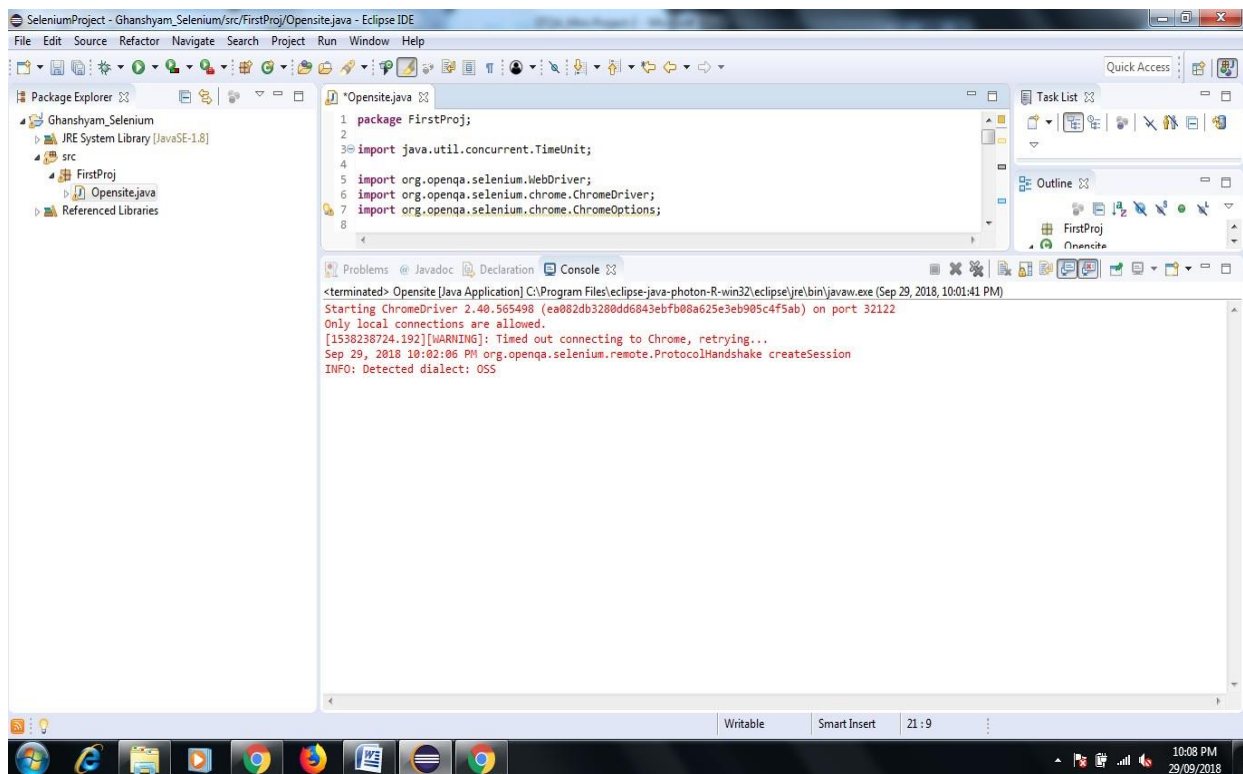 SeleniumProject - Ghanshyam_Selenium/src/FirstProj/Opensite.java - Eclipse IDE
File Edit Source Refactor Navigate Search Project Run Window Help
Quick Access
Package Explorer
Ghanshyam_Selenium
JRE System Library [JavaSE-1.8]
src
FirstProj
Opensite.java
Referenced Libraries
*Opensite.java
1 package FirstProj;
2
3 import java.util.concurrent.TimeUnit;
4
5 import org.openqa.selenium.WebDriver;
6 import org.openqa.selenium.chrome.ChromeDriver;
7 import org.openqa.selenium.chrome.ChromeOptions;
8
Task List
Outline
FirstProj
Opensite
Problems @ Javadoc Declaration Console
<terminated> Opensite [Java Application] C:\Program Files\eclipse-java-photon-R-win32\eclipse\jre\bin\javaw.exe (Sep 29, 2018, 10:01:41 PM)
Starting ChromeDriver 2.40.565498 (ea082db3280dd6843ebfb08a625e3eb905c4f5ab) on port 32122
Only local connections are allowed.
[1538238724.192][WARNING]: Timed out connecting to Chrome, retrying...
Sep 29, 2018 10:02:06 PM org.openqa.selenium.remote.ProtocolHandshake createSession
INFO: Detected dialect: OSS
Writable Smart Insert 21 : 9
10:08 PM
29/09/2018